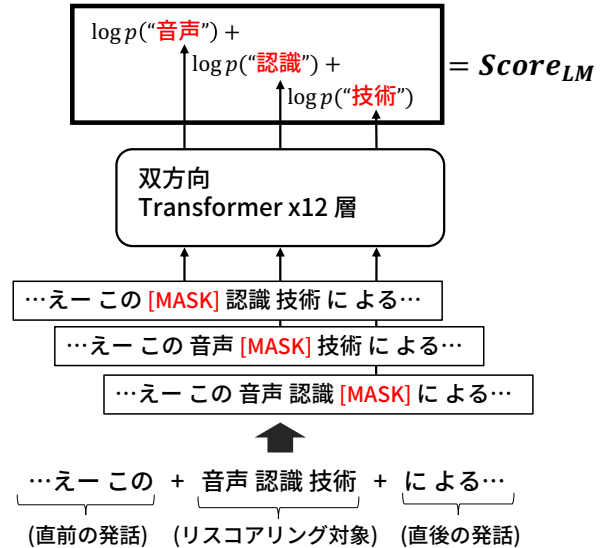 log p(“音声”) +
log p(“認識”) +
log p(“技術”)
= Score_LM
双方向
Transformer x12 層
…えー この [MASK] 認識 技術 に よる…
…えー この 音声 [MASK] 技術 に よる…
…えー この 音声 認識 [MASK] に よる…
…えー この + 音声 認識 技術 + に よる…
(直前の発話) (リスコアリング対象) (直後の発話)